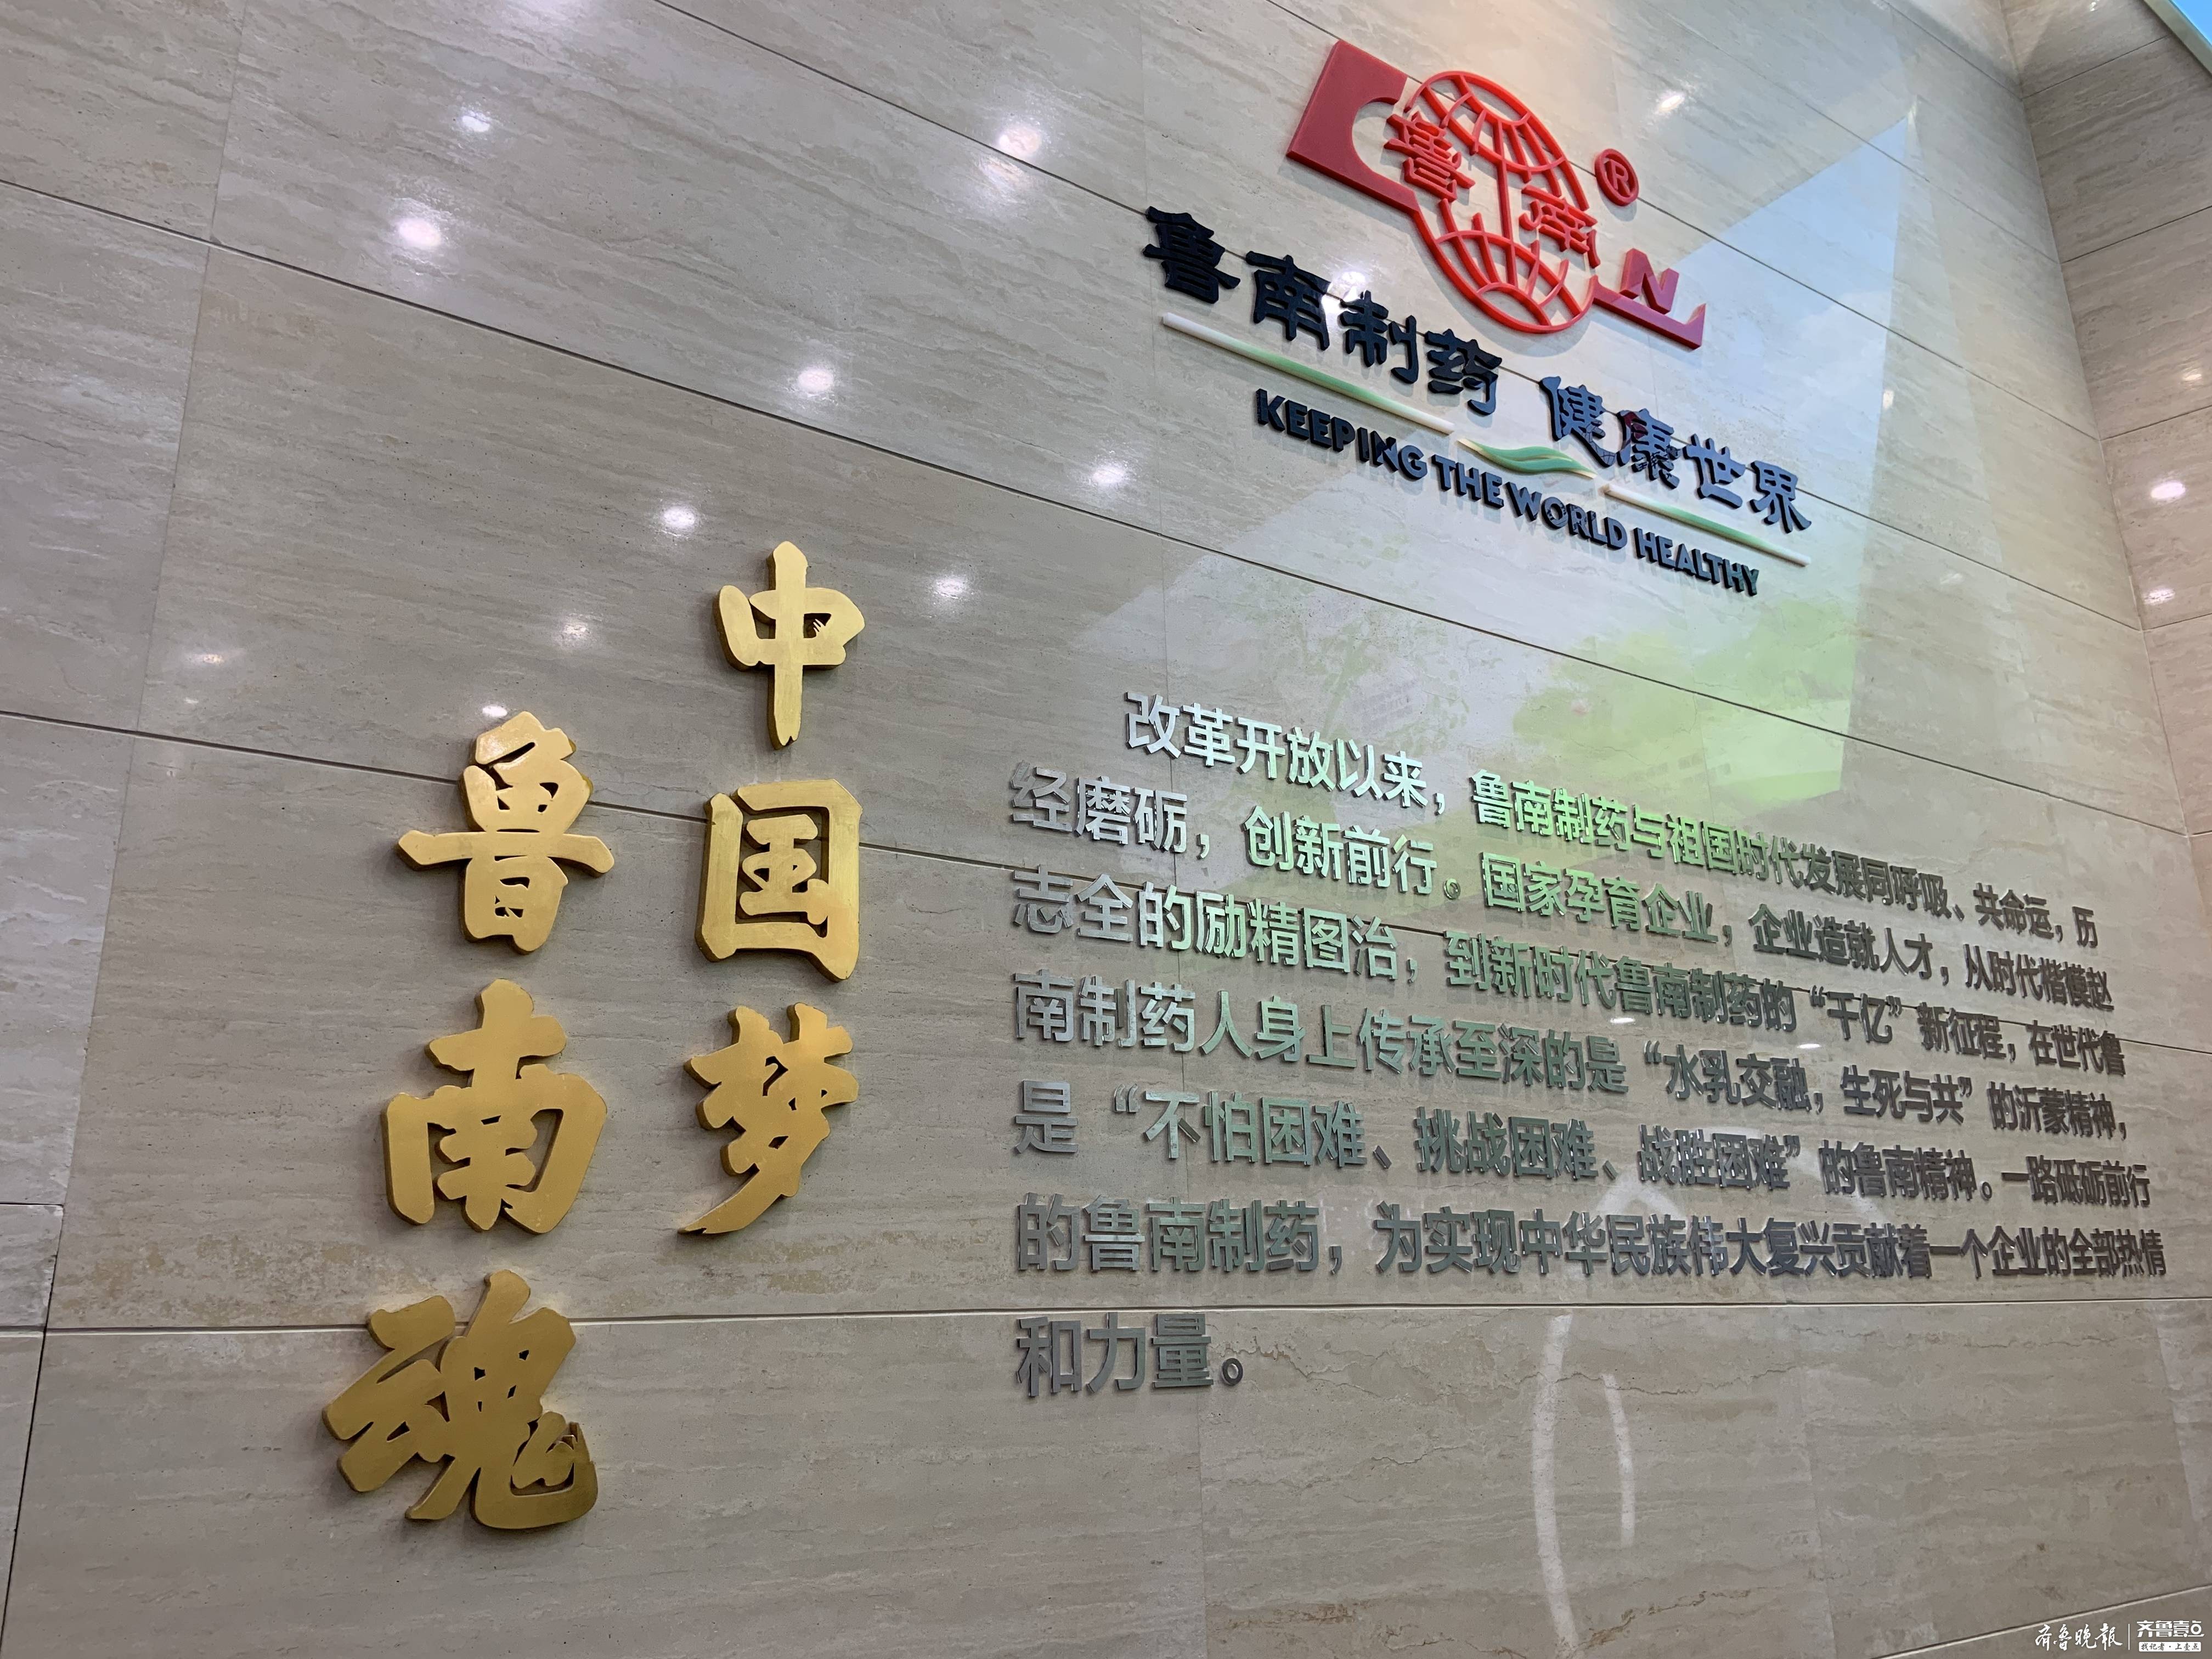 鲁南
®
N
鲁南制药 健康世界
KEEPING THE WORLD HEALTHY
中国梦
鲁南魂
改革开放以来，鲁南制药与祖国时代发展同呼吸、共命运，历
经磨砺，创新前行。国家孕育企业，企业造就人才，从时代楷模赵
志全的励精图治，到新时代鲁南制药的“千亿”新征程，在世代鲁
南制药人身上传承至深的是“水乳交融，生死与共”的沂蒙精神，
是“不怕困难、挑战困难、战胜困难”的鲁南精神。一路砥砺前行
的鲁南制药，为实现中华民族伟大复兴贡献着一个企业的全部热情
和力量。
齐鲁晚报 齐鲁壹点
找记者·上壹点